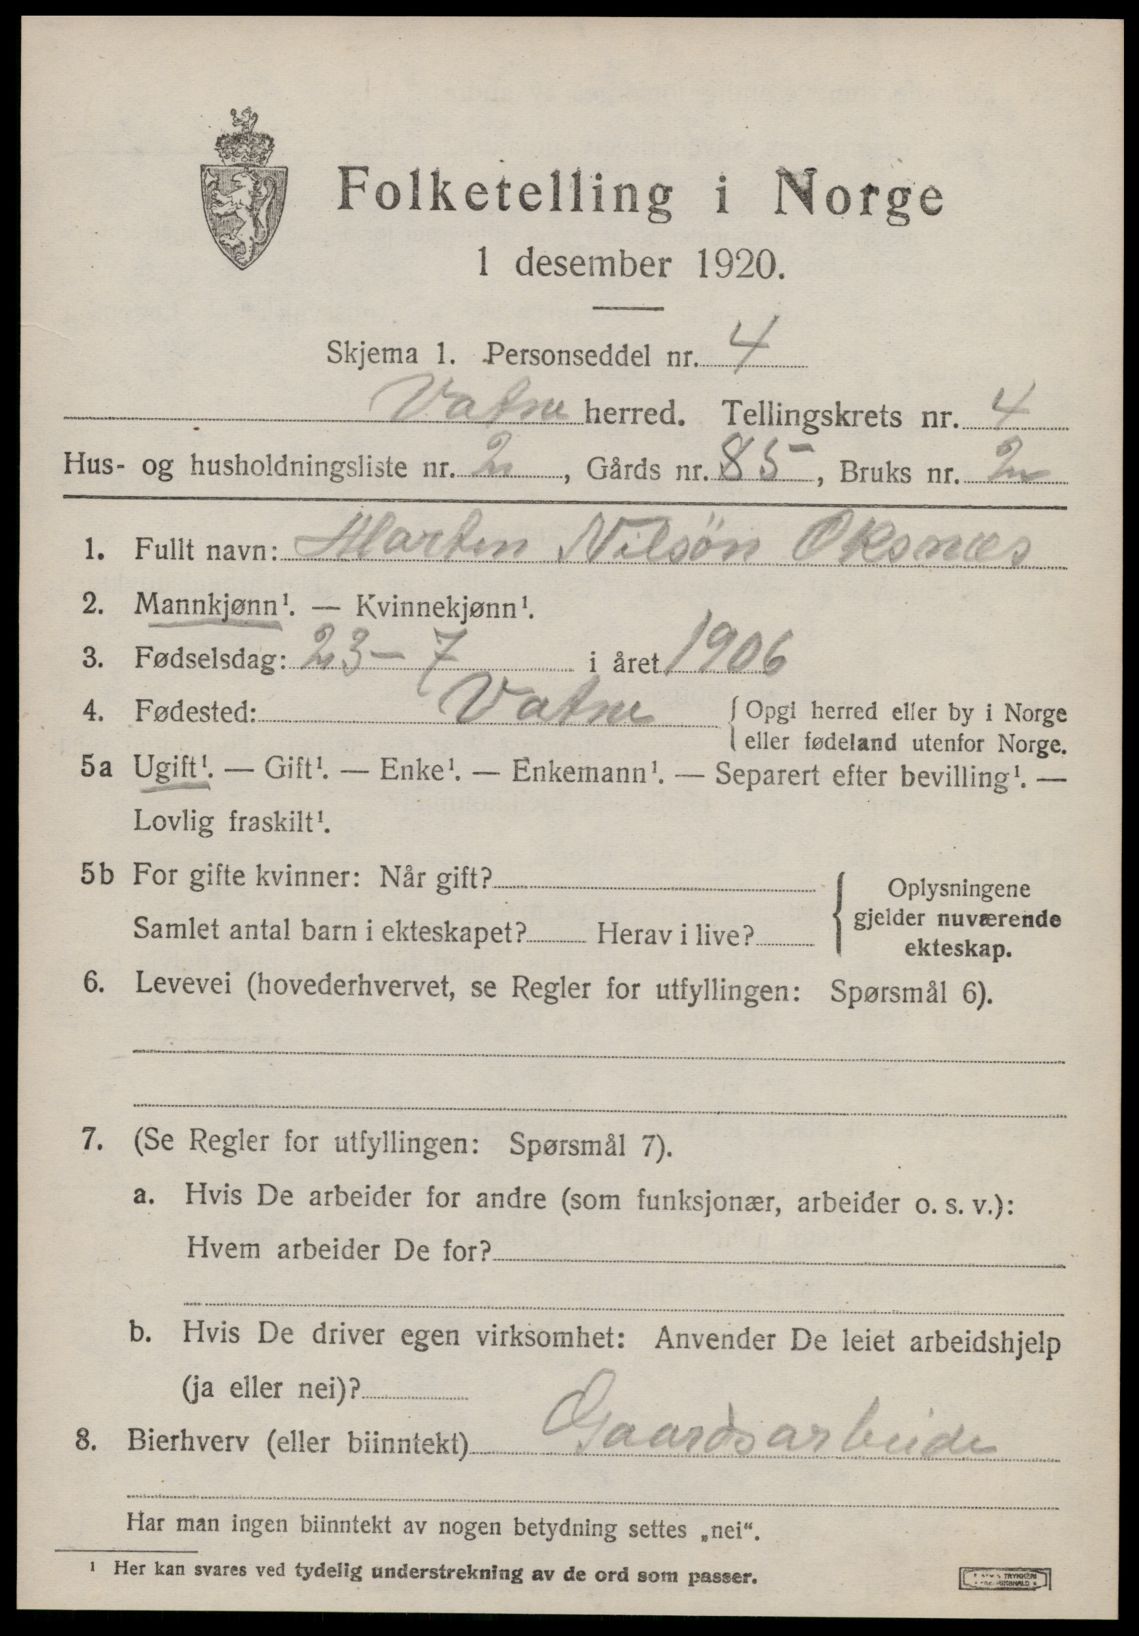 Folketelling i Norge
1 desember 1920.
Skjema 1. Personseddel nr. 4
Vatne herred. Tellingskrets nr. 4
Hus- og husholdningsliste nr. 2, Gårds nr. 85, Bruks nr. 2
1. Fullt navn: Marten Nilsøn Oksnæs
2. Mannkjønn¹. — Kvinnekjønn¹.
3. Fødselsdag: 23-7 i året 1906
4. Fødested: Vatne { Opgi herred eller by i Norge
eller fødeland utenfor Norge.
5a Ugift¹. — Gift¹. — Enke¹. — Enkemann¹. — Separert efter bevilling¹. —
Lovlig fraskilt¹.
5b For gifte kvinner: Når gift?
Samlet antal barn i ekteskapet? Herav i live?
Oplysningene
gjelder nuværende
ekteskap.
6. Levevei (hovederhvervet, se Regler for utfyllingen: Spørsmål 6).
7. (Se Regler for utfyllingen: Spørsmål 7).
a. Hvis De arbeider for andre (som funksjonær, arbeider o. s. v.):
Hvem arbeider De for?
b. Hvis De driver egen virksomhet: Anvender De leiet arbeidshjelp
(ja eller nei)?
8. Bierhverv (eller biinntekt) Gaardsarbeide
Har man ingen biinntekt av nogen betydning settes „nei“.
¹ Her kan svares ved tydelig understrekning av de ord som passer.